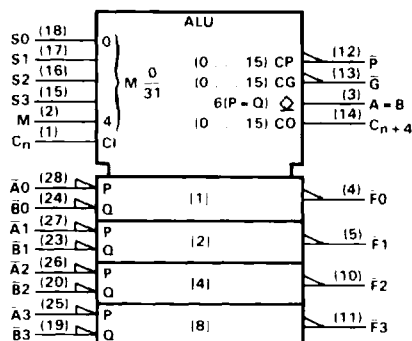 ALU
S0 (18) 0
S1 (17)
S2 (16)
S3 (15)
M (2) 4
Cn (1) CI
M 0/31
(0 ... 15) CP (12) P̄
(0 ... 15) CG (13) Ḡ
6(P = Q) ◇ (3) A = B
(0 ... 15) CO (14) Cn + 4
Ā0 (28) P
B̄0 (24) Q
[1] (4) F̄0
Ā1 (27) P
B̄1 (23) Q
[2] (5) F̄1
Ā2 (26) P
B̄2 (20) Q
[4] (10) F̄2
Ā3 (25) P
B̄3 (19) Q
[8] (11) F̄3